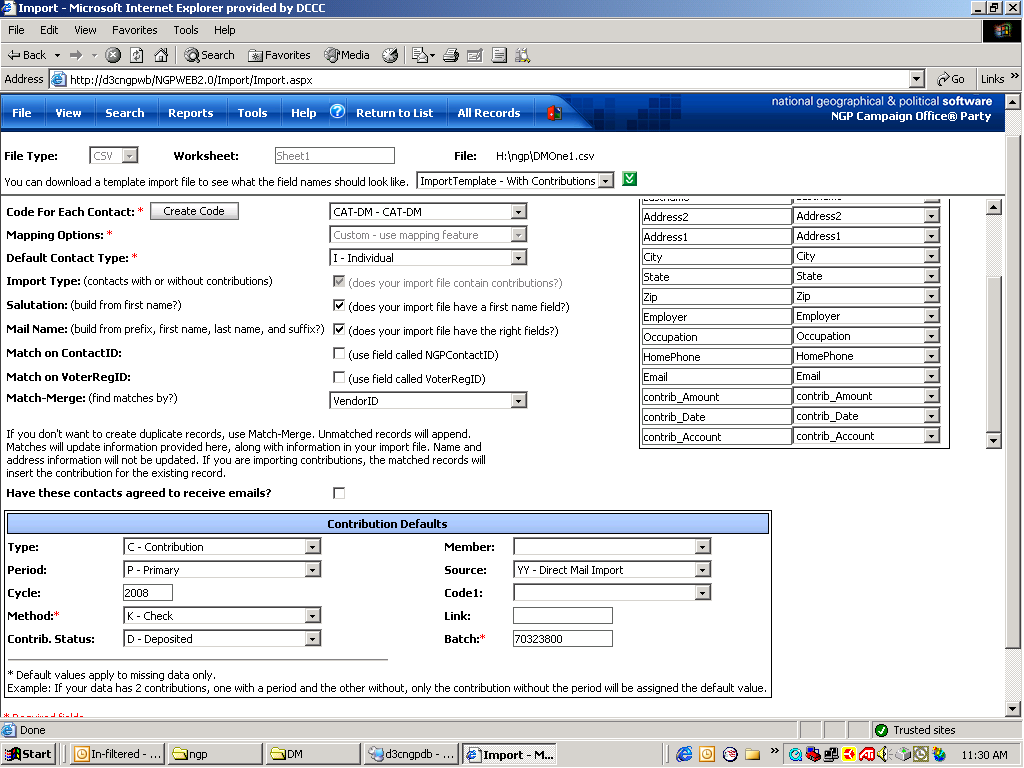 Import - Microsoft Internet Explorer provided by DCCC
File Edit View Favorites Tools Help
Back Search Favorites Media
Address http://d3cngpwb/NGPWEB2.0/Import/Import.aspx Go Links »
national geographical & political software
File View Search Reports Tools Help ? Return to List All Records
NGP Campaign Office® Party
File Type: CSV Worksheet: Sheet1 File: H:\ngp\DMOne1.csv
You can download a template import file to see what the field names should look like. ImportTemplate - With Contributions
Code For Each Contact: * Create Code CAT-DM - CAT-DM
Mapping Options: * Custom - use mapping feature
Default Contact Type: * I - Individual
Import Type: (contacts with or without contributions) (does your import file contain contributions?)
Salutation: (build from first name?) (does your import file have a first name field?)
Mail Name: (build from prefix, first name, last name, and suffix?) (does your import file have the right fields?)
Match on ContactID: (use field called NGPContactID)
Match on VoterRegID: (use field called VoterRegID)
Match-Merge: (find matches by?) VendorID
Address2 Address2
Address1 Address1
City City
State State
Zip Zip
Employer Employer
Occupation Occupation
HomePhone HomePhone
Email Email
contrib_Amount contrib_Amount
contrib_Date contrib_Date
contrib_Account contrib_Account
If you don't want to create duplicate records, use Match-Merge. Unmatched records will append.
Matches will update information provided here, along with information in your import file. Name and
address information will not be updated. If you are importing contributions, the matched records will
insert the contribution for the existing record.
Have these contacts agreed to receive emails?
Contribution Defaults
Type: C - Contribution Member:
Period: P - Primary Source: YY - Direct Mail Import
Cycle: 2008 Code1:
Method:* K - Check Link:
Contrib. Status: D - Deposited Batch:* 70323800
* Default values apply to missing data only.
Example: If your data has 2 contributions, one with a period and the other without, only the contribution without the period will be assigned the default value.
* Required fields
Done Trusted sites
Start In-filtered - ... ngp DM d3cngpdb - ... Import - M... » 11:30 AM